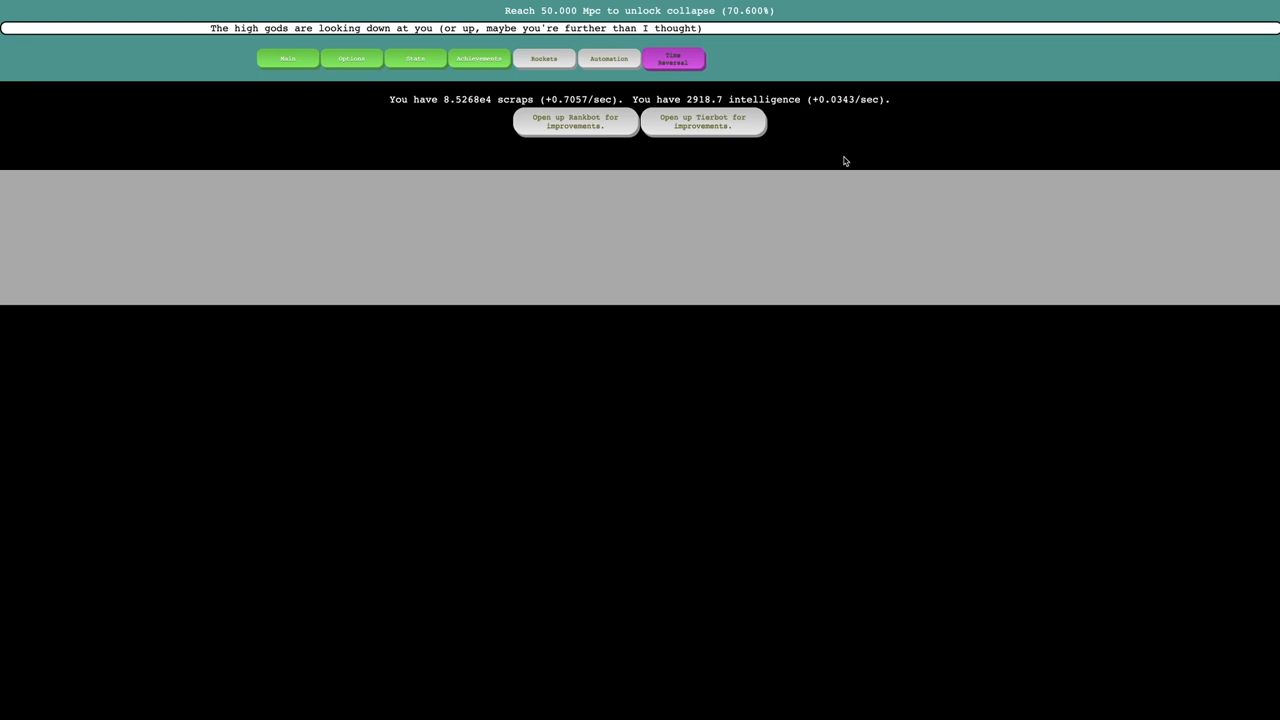 Reach 50.000 Mpc to unlock collapse (70.600%)
The high gods are looking down at you (or up, maybe you're further than I thought)
Main
Options
Stats
Achievements
Rockets
Automation
Time
Reversal
You have 8.5268e4 scraps (+0.7057/sec). You have 2918.7 intelligence (+0.0343/sec).
Open up Rankbot for
improvements.
Open up Tierbot for
improvements.